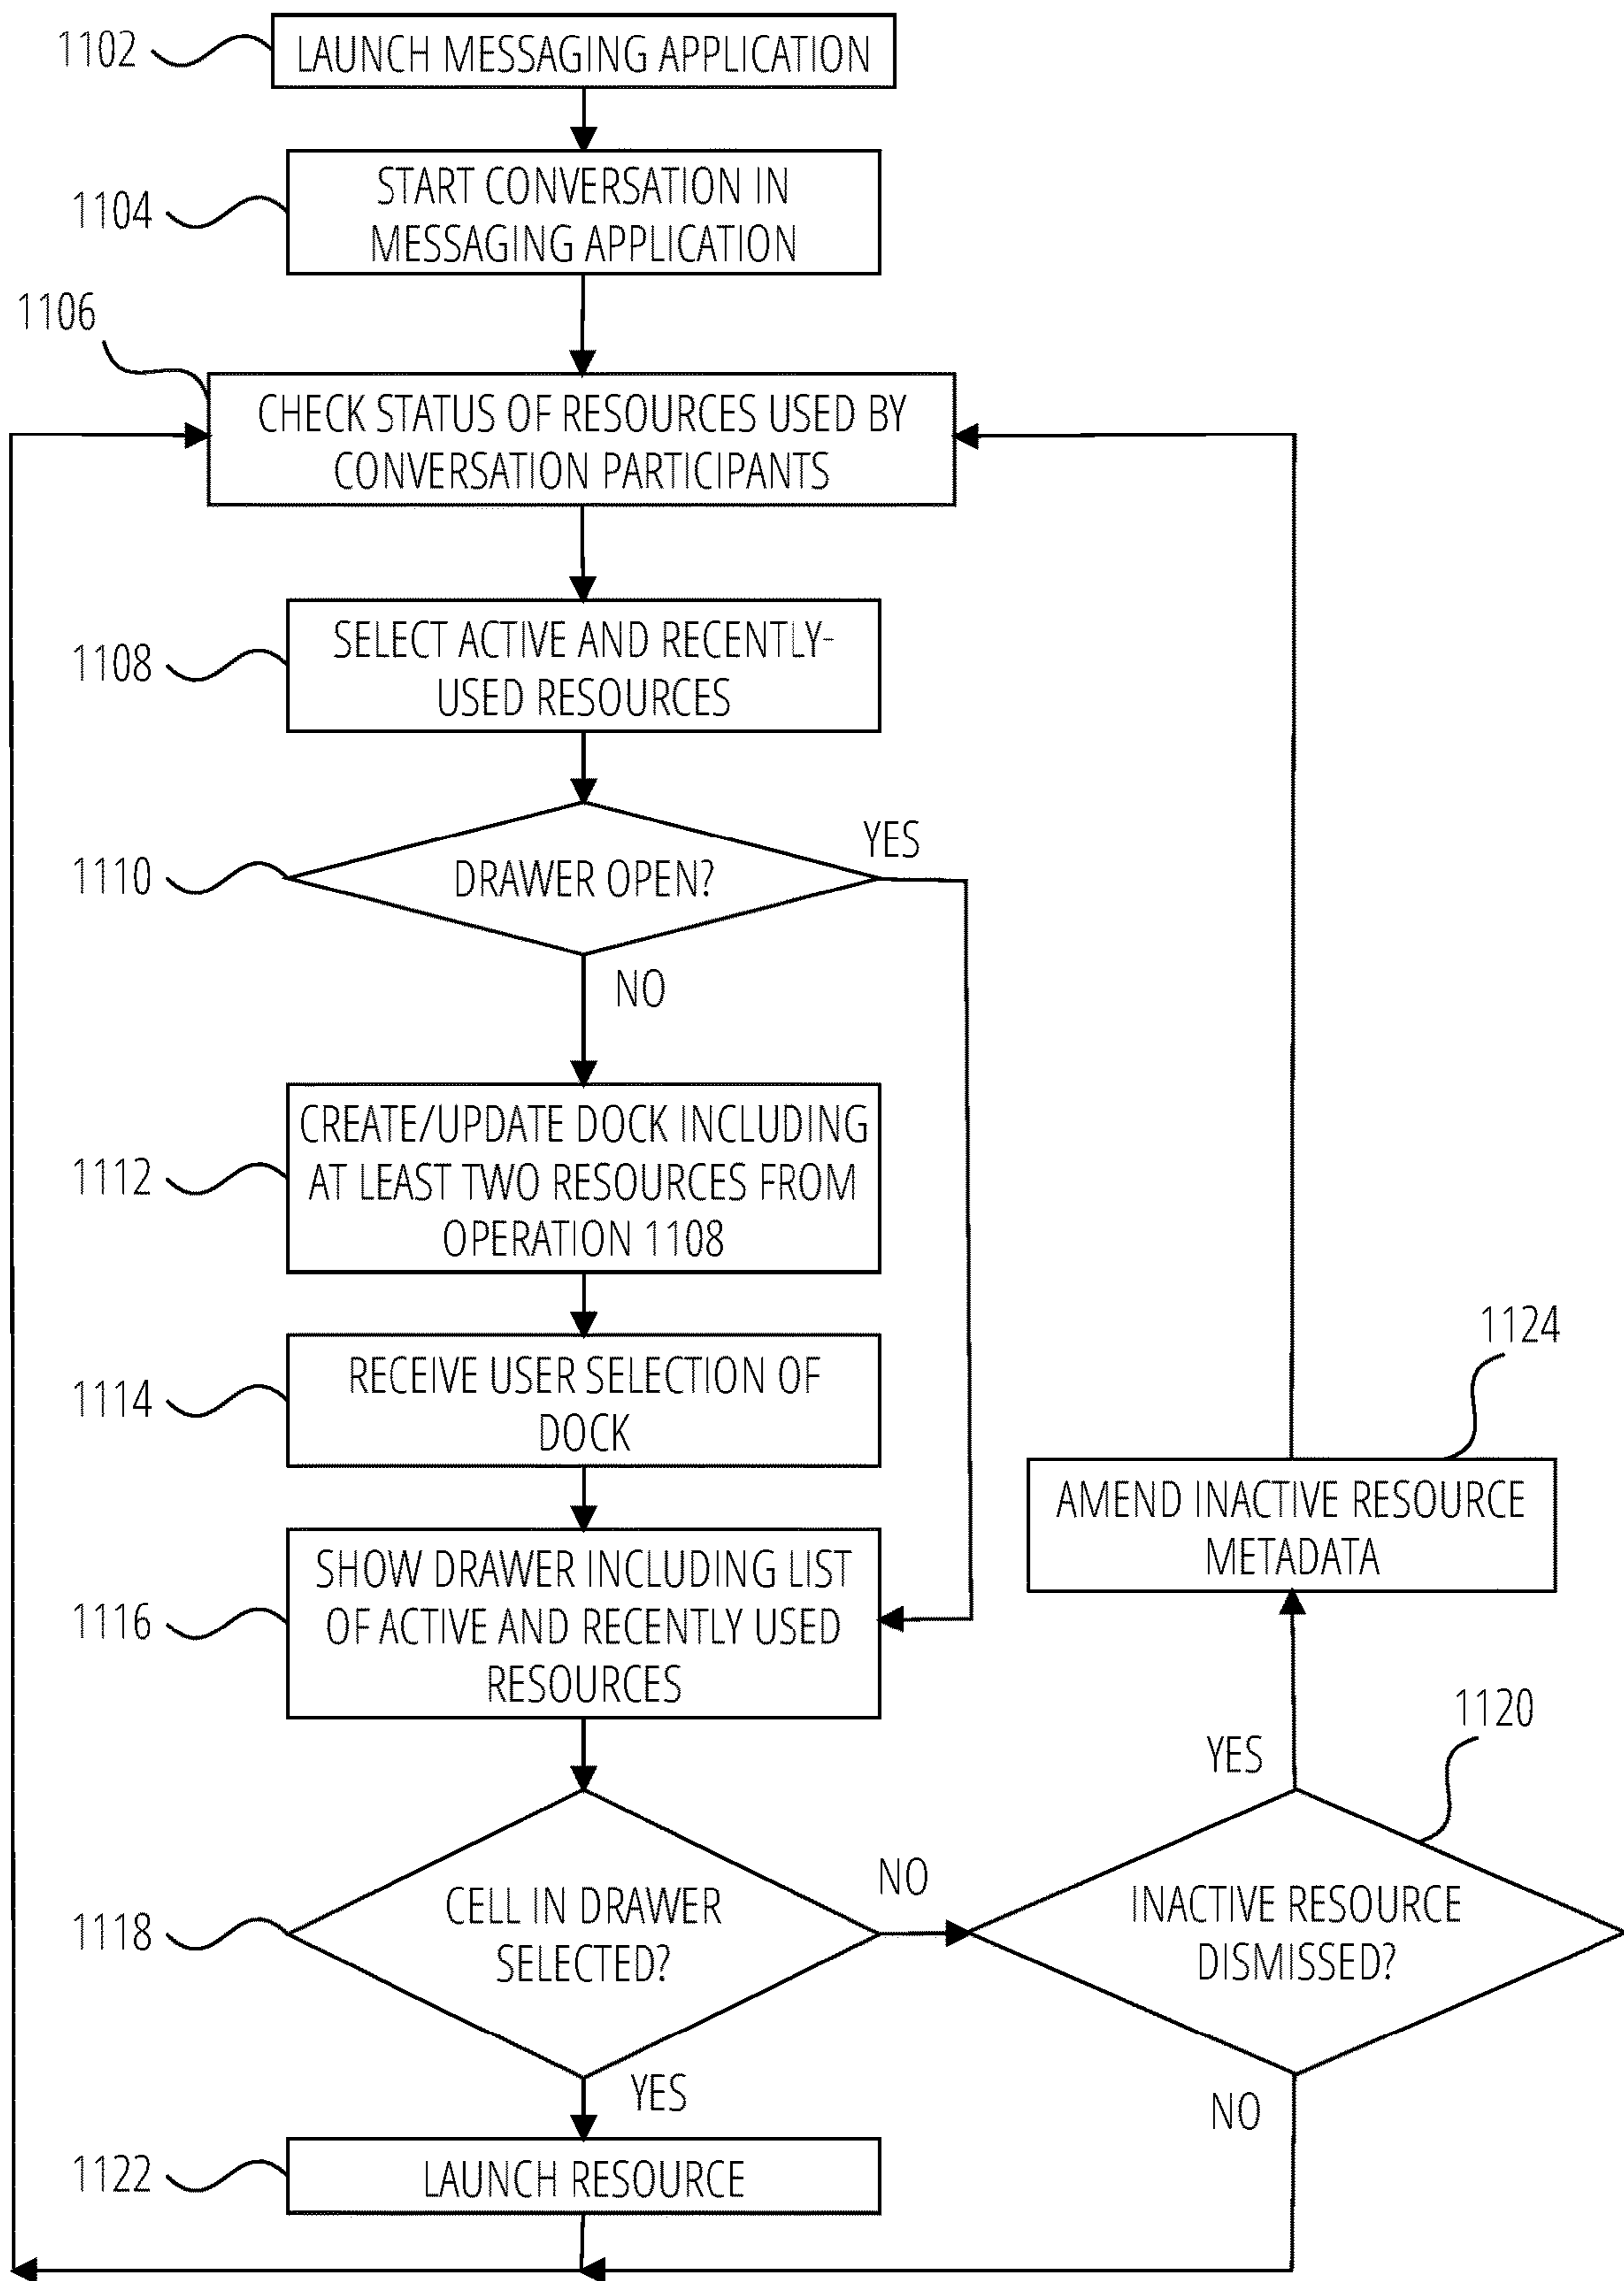 1102
LAUNCH MESSAGING APPLICATION
1104
START CONVERSATION IN
MESSAGING APPLICATION
1106
CHECK STATUS OF RESOURCES USED BY
CONVERSATION PARTICIPANTS
1108
SELECT ACTIVE AND RECENTLY-
USED RESOURCES
1110
DRAWER OPEN?
YES
NO
1112
CREATE/UPDATE DOCK INCLUDING
AT LEAST TWO RESOURCES FROM
OPERATION 1108
1114
RECEIVE USER SELECTION OF
DOCK
1116
SHOW DRAWER INCLUDING LIST
OF ACTIVE AND RECENTLY USED
RESOURCES
1124
AMEND INACTIVE RESOURCE
METADATA
1118
CELL IN DRAWER
SELECTED?
NO
YES
1120
YES
INACTIVE RESOURCE
DISMISSED?
NO
1122
LAUNCH RESOURCE